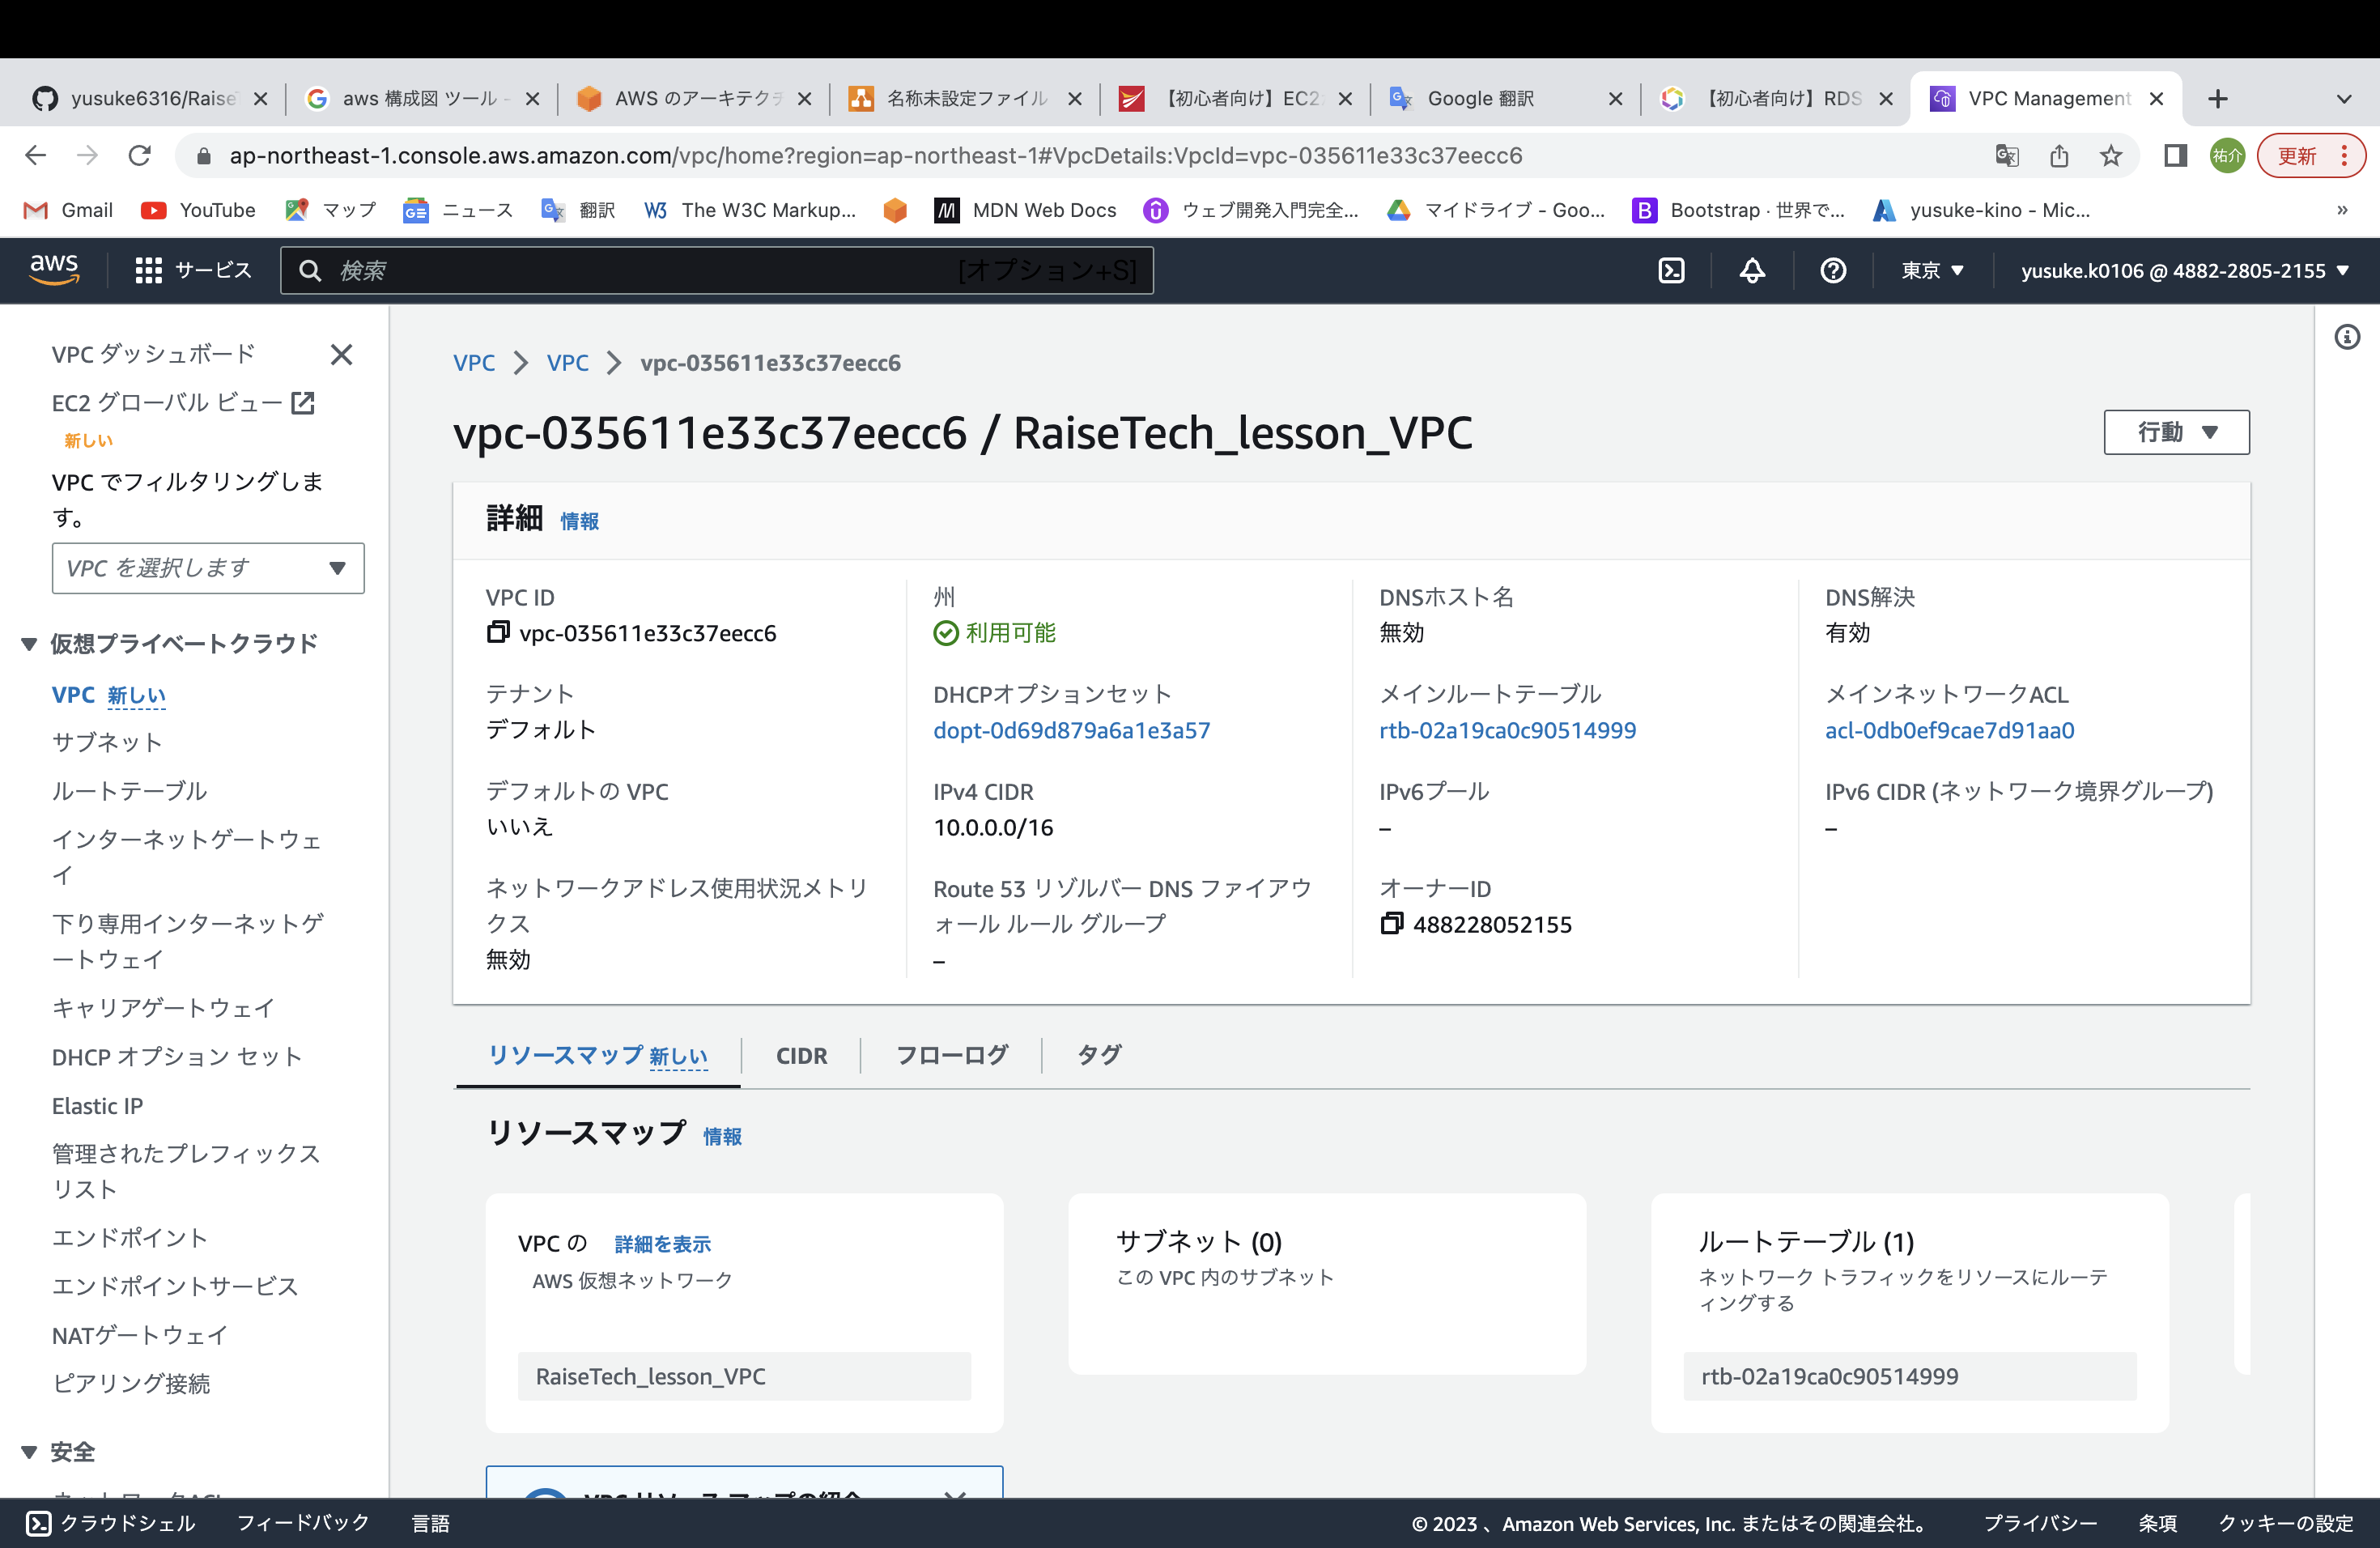 yusuke6316/Raise
aws 構成図 ツール -
AWS のアーキテクチ
名称未設定ファイル
【初心者向け】EC2
Google 翻訳
【初心者向け】RDS
VPC Management
ap-northeast-1.console.aws.amazon.com/vpc/home?region=ap-northeast-1#VpcDetails:VpcId=vpc-035611e33c37eecc6
祐介
更新
Gmail
YouTube
マップ
ニュース
翻訳
The W3C Markup...
MDN Web Docs
ウェブ開発入門完全...
マイドライブ - Goo...
Bootstrap · 世界で...
yusuke-kino - Mic...
»
aws
サービス
検索
[オプション+S]
東京
yusuke.k0106 @ 4882-2805-2155
VPC ダッシュボード
EC2 グローバル ビュー
新しい
VPC でフィルタリングしま
す。
VPC を選択します
仮想プライベートクラウド
VPC 新しい
サブネット
ルートテーブル
インターネットゲートウェ
イ
下り専用インターネットゲ
ートウェイ
キャリアゲートウェイ
DHCP オプション セット
Elastic IP
管理されたプレフィックス
リスト
エンドポイント
エンドポイントサービス
NATゲートウェイ
ピアリング接続
安全
ネットワークACL
VPC
VPC
vpc-035611e33c37eecc6
vpc-035611e33c37eecc6 / RaiseTech_lesson_VPC
行動
詳細 情報
VPC ID
vpc-035611e33c37eecc6
州
利用可能
DNSホスト名
無効
DNS解決
有効
テナント
デフォルト
DHCPオプションセット
dopt-0d69d879a6a1e3a57
メインルートテーブル
rtb-02a19ca0c90514999
メインネットワークACL
acl-0db0ef9cae7d91aa0
デフォルトの VPC
いいえ
IPv4 CIDR
10.0.0.0/16
IPv6プール
–
IPv6 CIDR (ネットワーク境界グループ)
–
ネットワークアドレス使用状況メトリ
クス
無効
Route 53 リゾルバー DNS ファイアウ
ォール ルール グループ
–
オーナーID
488228052155
リソースマップ 新しい
CIDR
フローログ
タグ
リソースマップ 情報
VPC の 詳細を表示
AWS 仮想ネットワーク
RaiseTech_lesson_VPC
サブネット (0)
この VPC 内のサブネット
ルートテーブル (1)
ネットワーク トラフィックをリソースにルーテ
ィングする
rtb-02a19ca0c90514999
VPC リソース マップの紹介
クラウドシェル
フィードバック
言語
© 2023 、Amazon Web Services, Inc. またはその関連会社。
プライバシー
条項
クッキーの設定